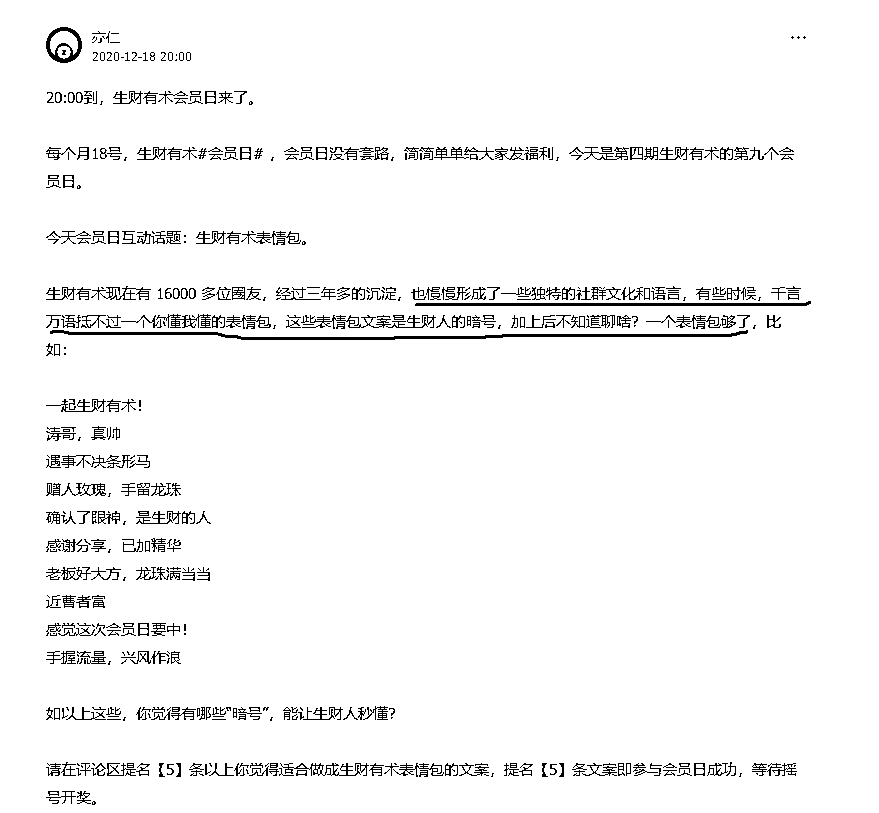 亦仁
2020-12-18 20:00
20:00到，生财有术会员日来了。
每个月18号，生财有术#会员日# ，会员日没有套路，简简单单给大家发福利，今天是第四期生财有术的第九个会
员日。
今天会员日互动话题：生财有术表情包。
生财有术现在有 16000 多位圈友，经过三年多的沉淀，也慢慢形成了一些独特的社群文化和语言，有些时候，千言
万语抵不过一个你懂我懂的表情包，这些表情包文案是生财人的暗号，加上后不知道聊啥？一个表情包够了，比
如：
一起生财有术！
涛哥，真帅
遇事不决条形马
赠人玫瑰，手留龙珠
确认了眼神，是生财的人
感谢分享，已加精华
老板好大方，龙珠满当当
近曹者富
感觉这次会员日要中！
手握流量，兴风作浪
如以上这些，你觉得有哪些“暗号”，能让生财人秒懂？
请在评论区提名【5】条以上你觉得适合做成生财有术表情包的文案，提名【5】条文案即参与会员日成功，等待摇
号开奖。